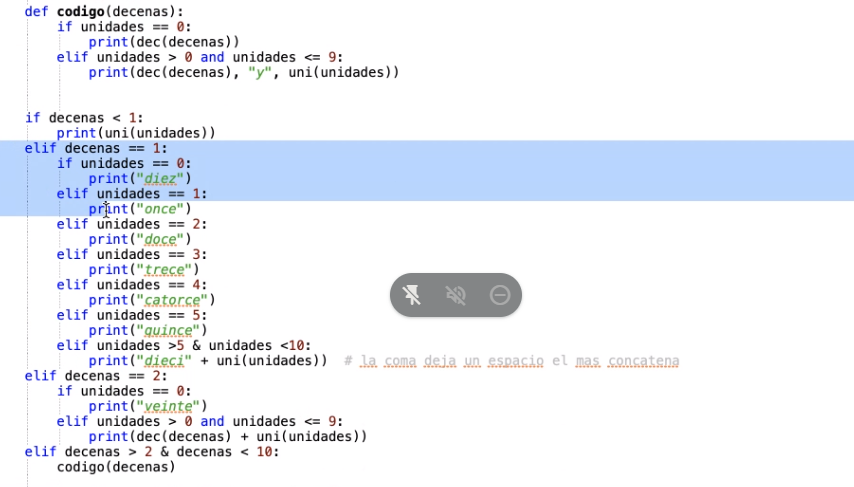 def codigo(decenas):
    if unidades == 0:
        print(dec(decenas))
    elif unidades > 0 and unidades <= 9:
        print(dec(decenas), "y", uni(unidades))
if decenas < 1:
    print(uni(unidades))
elif decenas == 1:
    if unidades == 0:
        print("diez")
    elif unidades == 1:
        print("once")
    elif unidades == 2:
        print("doce")
    elif unidades == 3:
        print("trece")
    elif unidades == 4:
        print("catorce")
    elif unidades == 5:
        print("quince")
    elif unidades >5 & unidades <10:
        print("dieci" + uni(unidades))  # la coma deja un espacio el mas concatena
elif decenas == 2:
    if unidades == 0:
        print("veinte")
    elif unidades > 0 and unidades <= 9:
        print(dec(decenas) + uni(unidades))
elif decenas > 2 & decenas < 10:
    codigo(decenas)